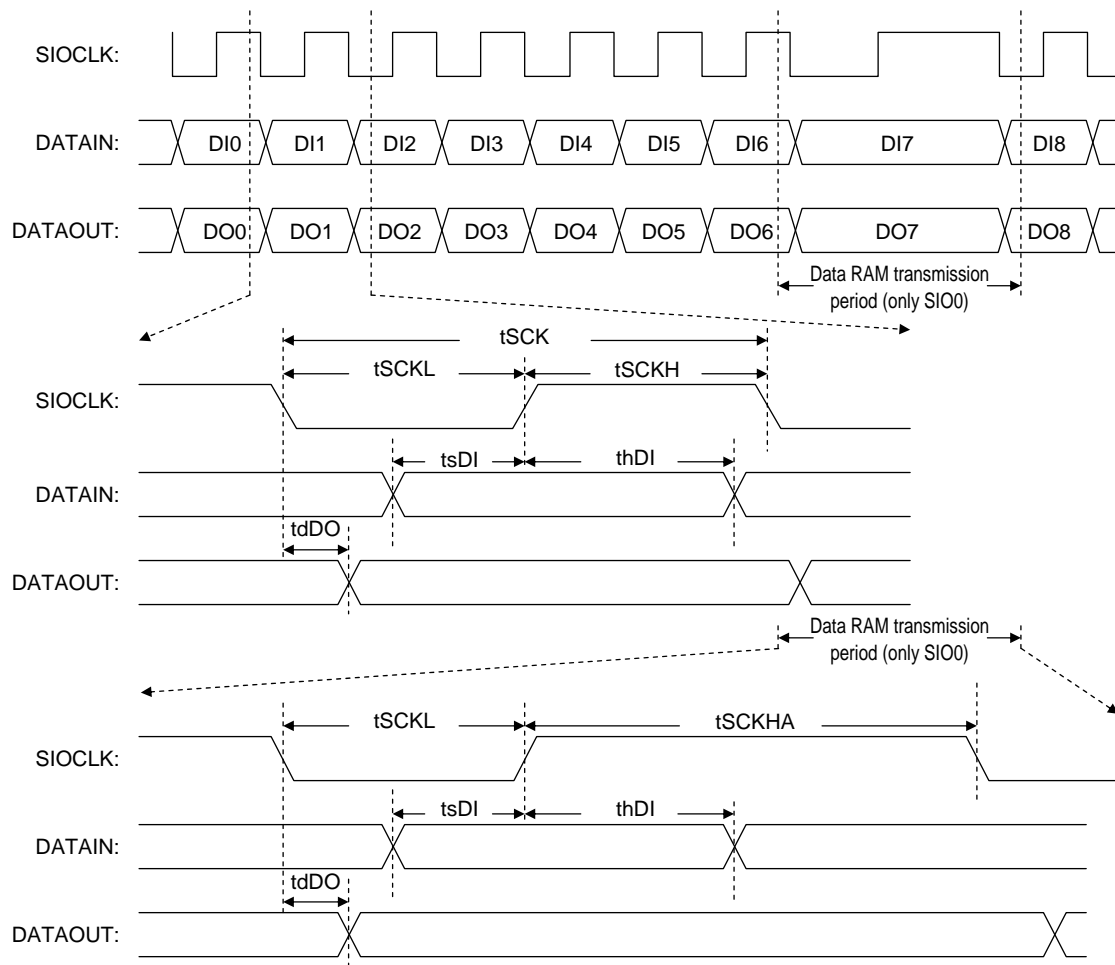 SIOCLK:
DATAIN: DI0 DI1 DI2 DI3 DI4 DI5 DI6 DI7 DI8
DATAOUT: DO0 DO1 DO2 DO3 DO4 DO5 DO6 DO7 DO8
Data RAM transmission
period (only SIO0)
tSCK
tSCKL tSCKH
SIOCLK:
tsDI thDI
DATAIN:
tdDO
DATAOUT:
Data RAM transmission
period (only SIO0)
tSCKL tSCKHA
SIOCLK:
tsDI thDI
DATAIN:
tdDO
DATAOUT: